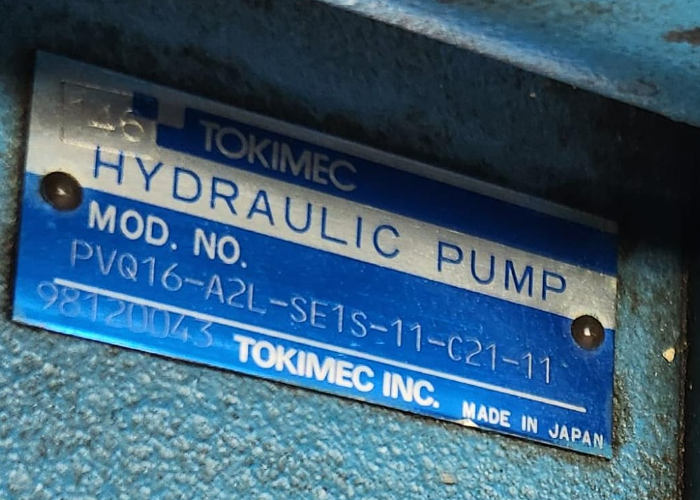 TOKIMEC
HYDRAULIC PUMP
MOD. NO.
PVQ16-A2L-SE1S-11-C21-11
98120043
TOKIMEC INC.
MADE IN JAPAN